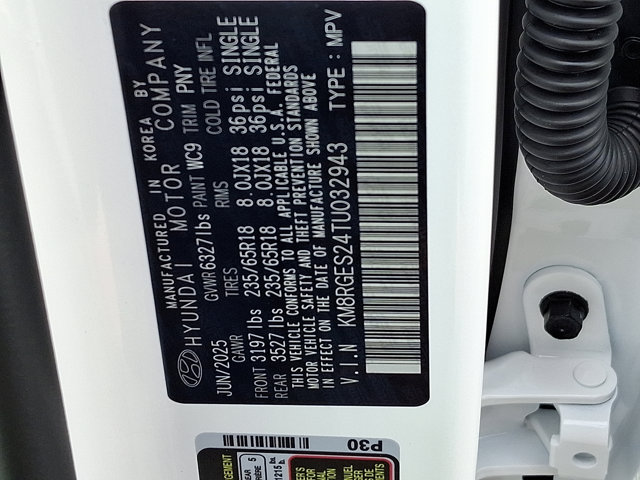 MANUFACTURED IN KOREA BY
HYUNDAI MOTOR COMPANY
JUN/2025 GVWR 6327lbs PAINT WC9 TRIM PNY
GAWR TIRES RMS COLD TIRE INFL
FRONT 3197lbs 235/65R18 8.0JX18 36psi SINGLE
REAR 3527lbs 235/65R18 8.0JX18 36psi SINGLE
THIS VEHICLE CONFORMS TO ALL APPLICABLE U.S.A. FEDERAL
MOTOR VEHICLE SAFETY AND THEFT PREVENTION STANDARDS
IN EFFECT ON THE DATE OF MANUFACTURE SHOWN ABOVE
V.I.N KM8RGES24TU032943 TYPE : MPV
P30